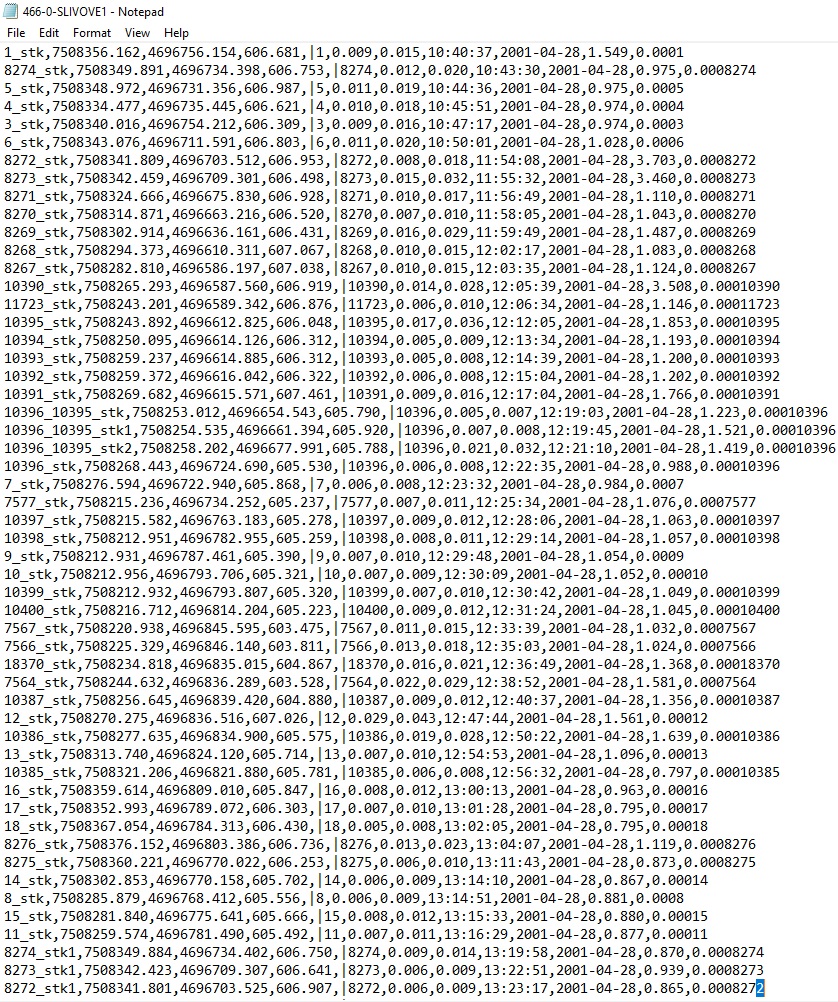 466-0-SLIVOVE1 - Notepad
File Edit Format View Help
1_stk,7508356.162,4696756.154,606.681,|1,0.009,0.015,10:40:37,2001-04-28,1.549,0.0001
8274_stk,7508349.891,4696734.398,606.753,|8274,0.012,0.020,10:43:30,2001-04-28,0.975,0.0008274
5_stk,7508348.972,4696731.356,606.987,|5,0.011,0.019,10:44:36,2001-04-28,0.975,0.0005
4_stk,7508334.477,4696735.445,606.621,|4,0.010,0.018,10:45:51,2001-04-28,0.974,0.0004
3_stk,7508340.016,4696754.212,606.309,|3,0.009,0.016,10:47:17,2001-04-28,0.974,0.0003
6_stk,7508343.076,4696711.591,606.803,|6,0.011,0.020,10:50:01,2001-04-28,1.028,0.0006
8272_stk,7508341.809,4696703.512,606.953,|8272,0.008,0.018,11:54:08,2001-04-28,3.703,0.0008272
8273_stk,7508342.459,4696709.301,606.498,|8273,0.015,0.032,11:55:32,2001-04-28,3.460,0.0008273
8271_stk,7508324.666,4696675.830,606.928,|8271,0.010,0.017,11:56:49,2001-04-28,1.110,0.0008271
8270_stk,7508314.871,4696663.216,606.520,|8270,0.007,0.010,11:58:05,2001-04-28,1.043,0.0008270
8269_stk,7508302.914,4696636.161,606.431,|8269,0.016,0.029,11:59:49,2001-04-28,1.487,0.0008269
8268_stk,7508294.373,4696610.311,607.067,|8268,0.010,0.015,12:02:17,2001-04-28,1.083,0.0008268
8267_stk,7508282.810,4696586.197,607.038,|8267,0.010,0.015,12:03:35,2001-04-28,1.124,0.0008267
10390_stk,7508265.293,4696587.560,606.919,|10390,0.014,0.028,12:05:39,2001-04-28,3.508,0.00010390
11723_stk,7508243.201,4696589.342,606.876,|11723,0.006,0.010,12:06:34,2001-04-28,1.146,0.00011723
10395_stk,7508243.892,4696612.825,606.048,|10395,0.017,0.036,12:12:05,2001-04-28,1.853,0.00010395
10394_stk,7508250.095,4696614.126,606.312,|10394,0.005,0.009,12:13:34,2001-04-28,1.193,0.00010394
10393_stk,7508259.237,4696614.885,606.312,|10393,0.005,0.008,12:14:39,2001-04-28,1.200,0.00010393
10392_stk,7508259.372,4696616.042,606.322,|10392,0.006,0.008,12:15:04,2001-04-28,1.202,0.00010392
10391_stk,7508269.682,4696615.571,607.461,|10391,0.009,0.016,12:17:04,2001-04-28,1.766,0.00010391
10396_10395_stk,7508253.012,4696654.543,605.790,|10396,0.005,0.007,12:19:03,2001-04-28,1.223,0.00010396
10396_10395_stk1,7508254.535,4696661.394,605.920,|10396,0.007,0.008,12:19:45,2001-04-28,1.521,0.00010396
10396_10395_stk2,7508258.202,4696677.991,605.788,|10396,0.021,0.032,12:21:10,2001-04-28,1.419,0.00010396
10396_stk,7508268.443,4696724.690,605.530,|10396,0.006,0.008,12:22:35,2001-04-28,0.988,0.00010396
7_stk,7508276.594,4696722.940,605.868,|7,0.006,0.008,12:23:32,2001-04-28,0.984,0.0007
7577_stk,7508215.236,4696734.252,605.237,|7577,0.007,0.011,12:25:34,2001-04-28,1.076,0.0007577
10397_stk,7508215.582,4696763.183,605.278,|10397,0.009,0.012,12:28:06,2001-04-28,1.063,0.00010397
10398_stk,7508212.951,4696782.955,605.259,|10398,0.008,0.011,12:29:14,2001-04-28,1.057,0.00010398
9_stk,7508212.931,4696787.461,605.390,|9,0.007,0.010,12:29:48,2001-04-28,1.054,0.0009
10_stk,7508212.956,4696793.706,605.321,|10,0.007,0.009,12:30:09,2001-04-28,1.052,0.00010
10399_stk,7508212.932,4696793.807,605.320,|10399,0.007,0.010,12:30:42,2001-04-28,1.049,0.00010399
10400_stk,7508216.712,4696814.204,605.223,|10400,0.009,0.012,12:31:24,2001-04-28,1.045,0.00010400
7567_stk,7508220.938,4696845.595,603.475,|7567,0.011,0.015,12:33:39,2001-04-28,1.032,0.0007567
7566_stk,7508225.329,4696846.140,603.811,|7566,0.013,0.018,12:35:03,2001-04-28,1.024,0.0007566
18370_stk,7508234.818,4696835.015,604.867,|18370,0.016,0.021,12:36:49,2001-04-28,1.368,0.00018370
7564_stk,7508244.632,4696836.289,603.528,|7564,0.022,0.029,12:38:52,2001-04-28,1.581,0.0007564
10387_stk,7508256.645,4696839.420,604.880,|10387,0.009,0.012,12:40:37,2001-04-28,1.356,0.00010387
12_stk,7508270.275,4696836.516,607.026,|12,0.029,0.043,12:47:44,2001-04-28,1.561,0.00012
10386_stk,7508277.635,4696834.900,605.575,|10386,0.019,0.028,12:50:22,2001-04-28,1.639,0.00010386
13_stk,7508313.740,4696824.120,605.714,|13,0.007,0.010,12:54:53,2001-04-28,1.096,0.00013
10385_stk,7508321.206,4696821.880,605.781,|10385,0.006,0.008,12:56:32,2001-04-28,0.797,0.00010385
16_stk,7508359.614,4696809.010,605.847,|16,0.008,0.012,13:00:13,2001-04-28,0.963,0.00016
17_stk,7508352.993,4696789.072,606.303,|17,0.007,0.010,13:01:28,2001-04-28,0.795,0.00017
18_stk,7508367.054,4696784.313,606.430,|18,0.005,0.008,13:02:05,2001-04-28,0.795,0.00018
8276_stk,7508376.152,4696803.386,606.736,|8276,0.013,0.023,13:04:07,2001-04-28,1.119,0.0008276
8275_stk,7508360.221,4696770.022,606.253,|8275,0.006,0.010,13:11:43,2001-04-28,0.873,0.0008275
14_stk,7508302.853,4696770.158,605.702,|14,0.006,0.009,13:14:10,2001-04-28,0.867,0.00014
8_stk,7508285.879,4696768.412,605.556,|8,0.006,0.009,13:14:51,2001-04-28,0.881,0.0008
15_stk,7508281.840,4696775.641,605.666,|15,0.008,0.012,13:15:33,2001-04-28,0.880,0.00015
11_stk,7508259.574,4696781.490,605.492,|11,0.007,0.011,13:16:29,2001-04-28,0.877,0.00011
8274_stk1,7508349.884,4696734.402,606.750,|8274,0.009,0.014,13:19:58,2001-04-28,0.870,0.0008274
8273_stk1,7508342.423,4696709.307,606.641,|8273,0.006,0.009,13:22:51,2001-04-28,0.939,0.0008273
8272_stk1,7508341.801,4696703.525,606.907,|8272,0.006,0.009,13:23:17,2001-04-28,0.865,0.0008272